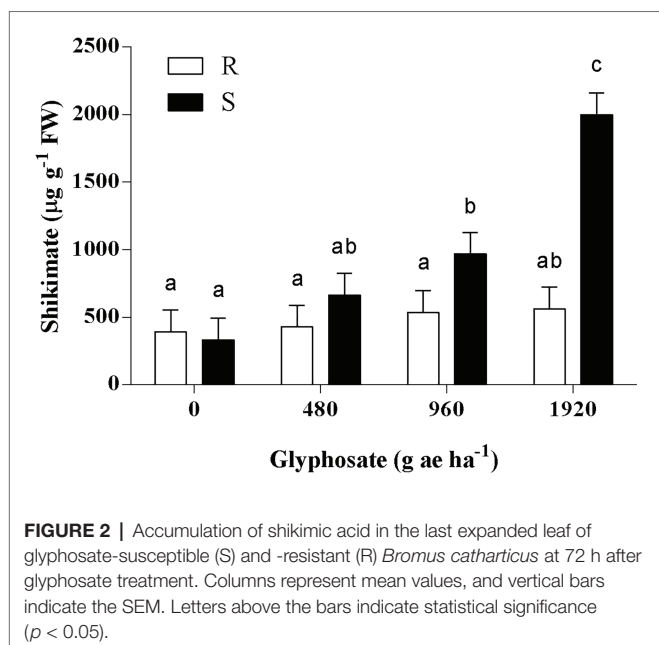 2500
2000
1500
1000
500
0
Shikimate (µg g⁻¹ FW)
R
S
a
a
a
ab
a
b
ab
c
0
480
960
1920
Glyphosate (g ae ha⁻¹)
FIGURE 2 | Accumulation of shikimic acid in the last expanded leaf of
glyphosate-susceptible (S) and -resistant (R) Bromus catharticus at 72 h after
glyphosate treatment. Columns represent mean values, and vertical bars
indicate the SEM. Letters above the bars indicate statistical significance
(p < 0.05).